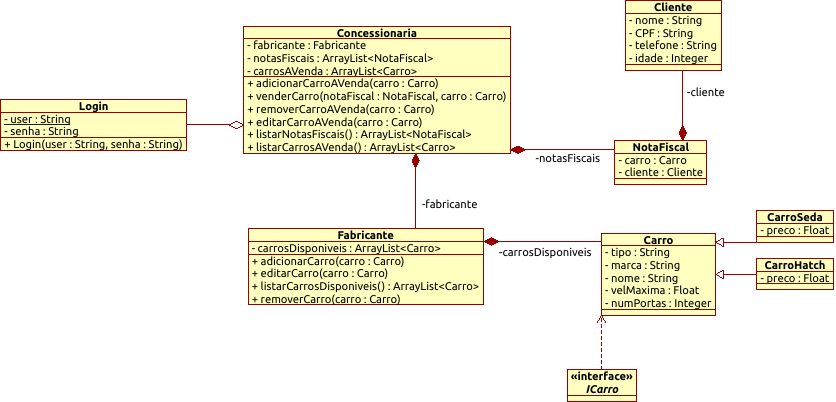 Cliente
- nome : String
- CPF : String
- telefone : String
- idade : Integer
Concessionaria
- fabricante : Fabricante
- notasFiscais : ArrayList<NotaFiscal>
- carrosAVenda : ArrayList<Carro>
+ adicionarCarroAVenda(carro : Carro)
+ venderCarro(notaFiscal : NotaFiscal, carro : Carro)
+ removerCarroAVenda(carro : Carro)
+ editarCarroAVenda(carro : Carro)
+ listarNotasFiscais() : ArrayList<NotaFiscal>
+ listarCarrosAVenda() : ArrayList<Carro>
-cliente
Login
- user : String
- senha : String
+ Login(user : String, senha : String)
-notasFiscais
NotaFiscal
- carro : Carro
- cliente : Cliente
-fabricante
Fabricante
- carrosDisponiveis : ArrayList<Carro>
+ adicionarCarro(carro : Carro)
+ editarCarro(carro : Carro)
+ listarCarrosDisponiveis() : ArrayList<Carro>
+ removerCarro(carro : Carro)
-carrosDisponiveis
Carro
- tipo : String
- marca : String
- nome : String
- velMaxima : Float
- numPortas : Integer
CarroSeda
- preco : Float
CarroHatch
- preco : Float
«interface»
ICarro